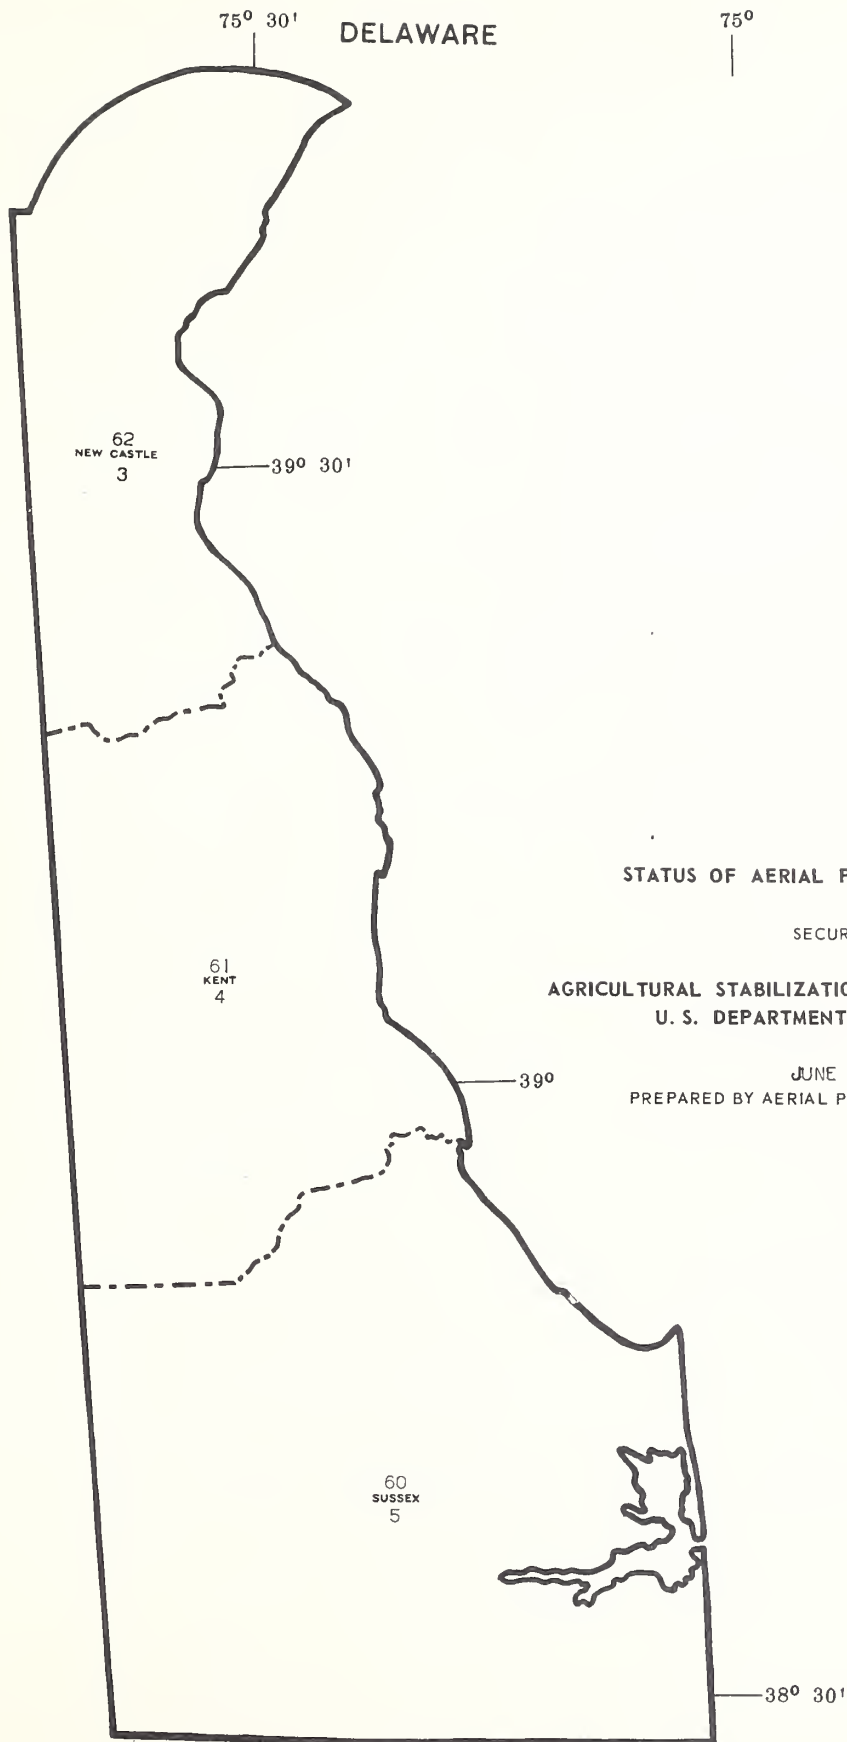 75° 30'
DELAWARE
75°
62
NEW CASTLE
3
39° 30'
STATUS OF AERIAL
SECUR
61
KENT
4
AGRICULTURAL STABILIZATIO
U. S. DEPARTMENT
39°
JUNE
PREPARED BY AERIAL P
60
SUSSEX
5
38° 30'